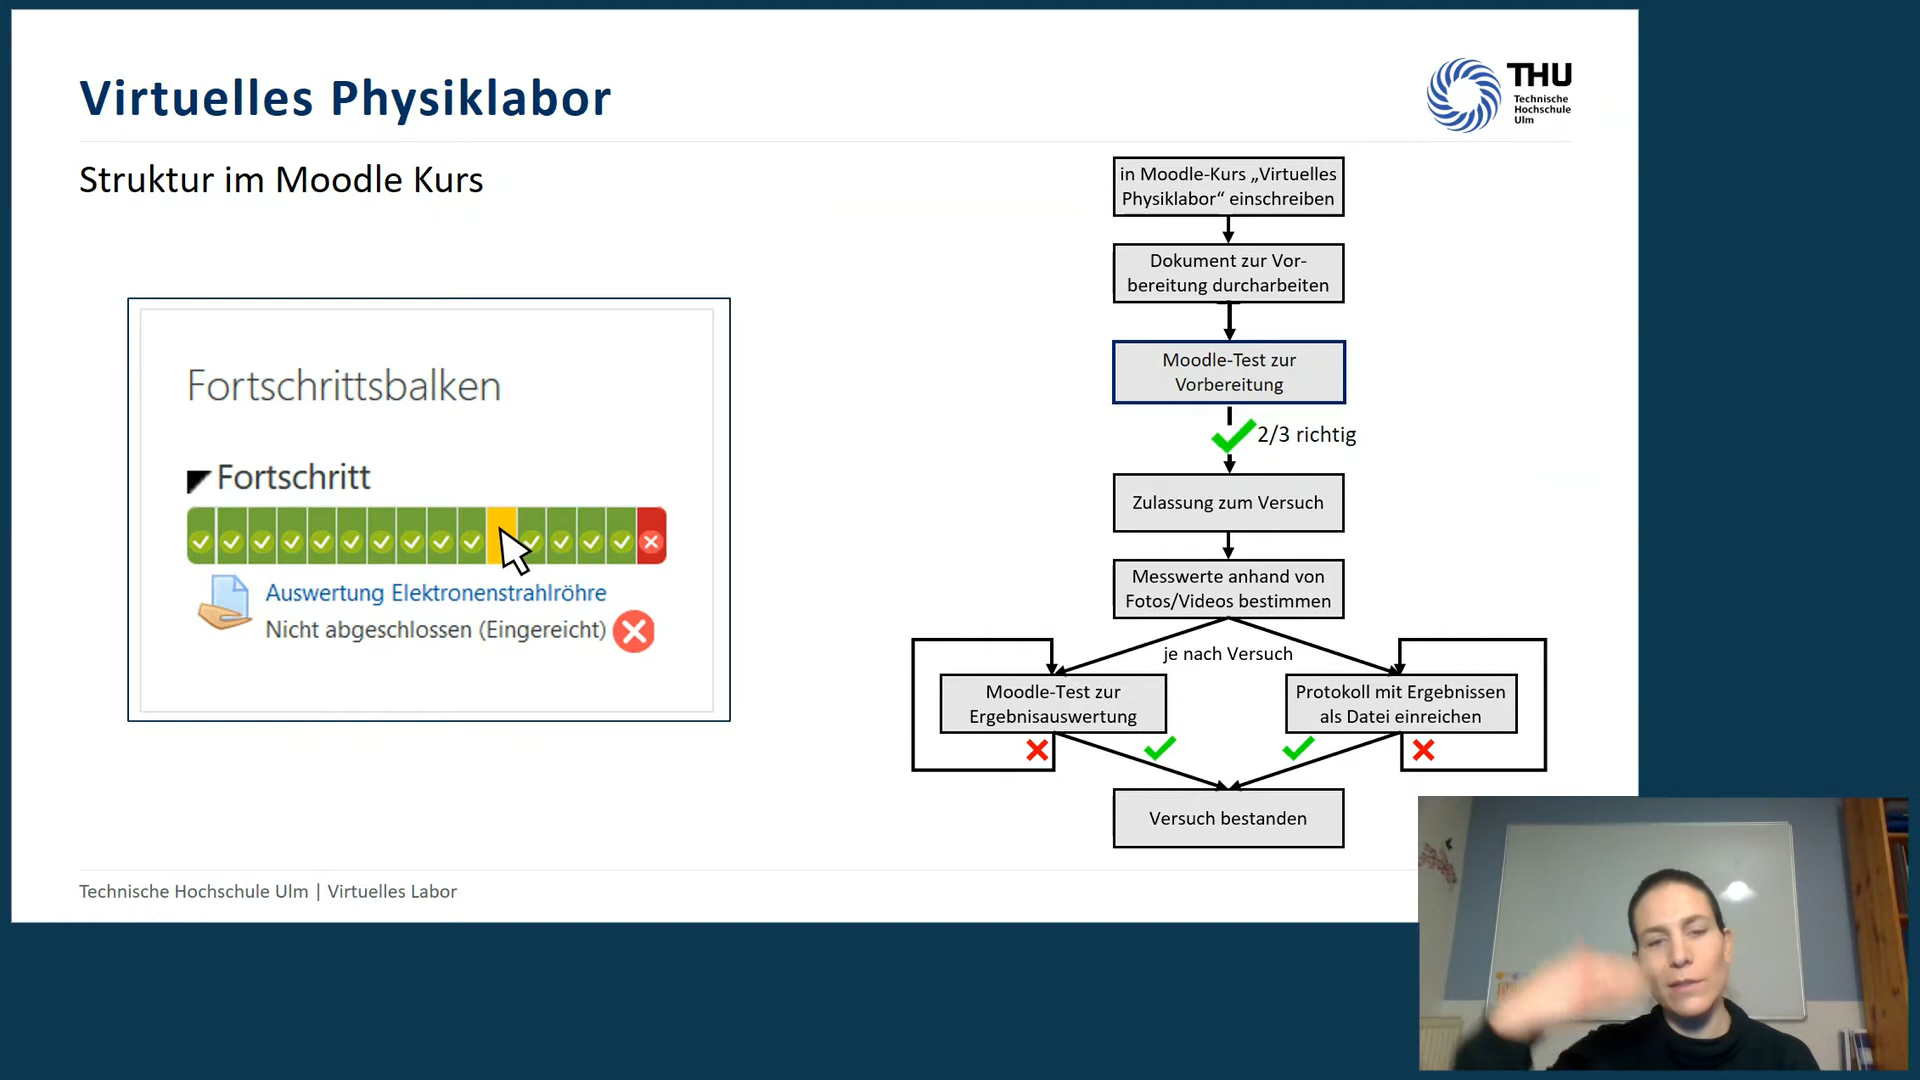 Virtuelles Physiklabor
THU
Technische
Hochschule
Ulm
Struktur im Moodle Kurs
Fortschrittsbalken
Fortschritt
Auswertung Elektronenstrahlröhre
Nicht abgeschlossen (Eingereicht)
in Moodle-Kurs „Virtuelles
Physiklabor“ einschreiben
Dokument zur Vor-
bereitung durcharbeiten
Moodle-Test zur
Vorbereitung
2/3 richtig
Zulassung zum Versuch
Messwerte anhand von
Fotos/Videos bestimmen
je nach Versuch
Moodle-Test zur
Ergebnisauswertung
Protokoll mit Ergebnissen
als Datei einreichen
Versuch bestanden
Technische Hochschule Ulm | Virtuelles Labor